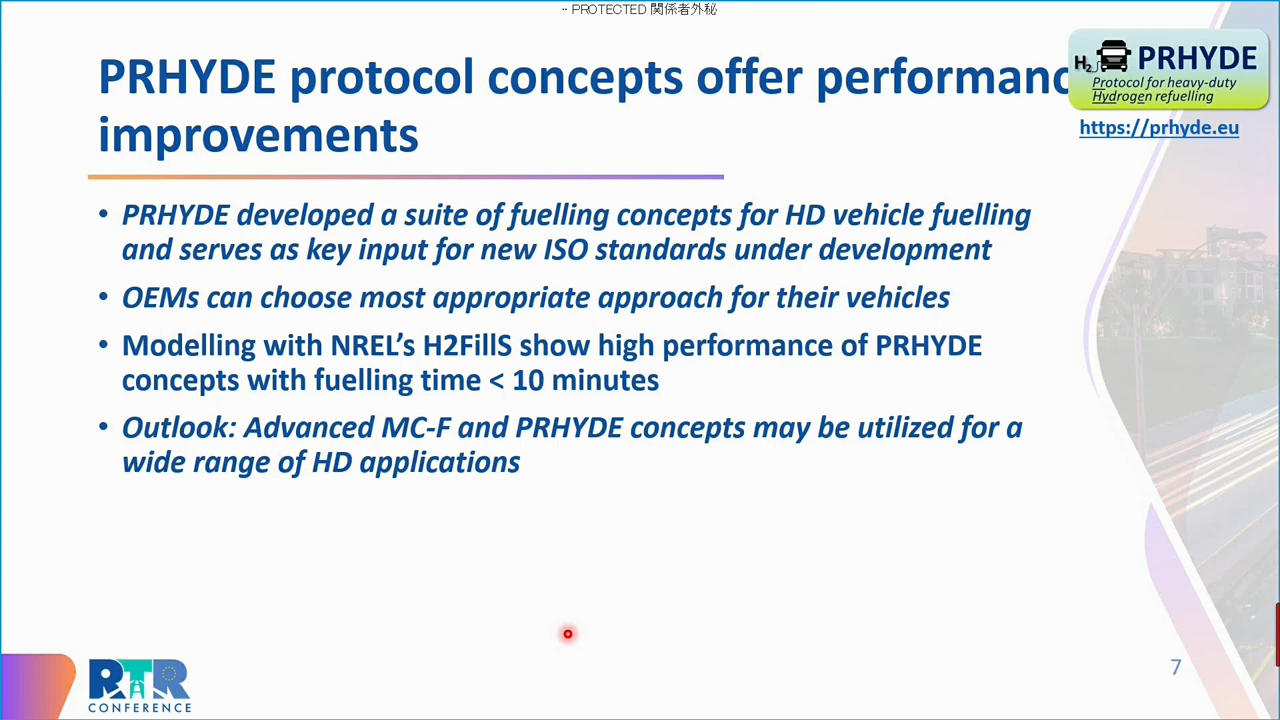 -- PROTECTED 関係者外秘
PRHYDE protocol concepts offer performanc
improvements
H₂
PRHYDE
Protocol for heavy-duty
Hydrogen refuelling
https://prhyde.eu
• PRHYDE developed a suite of fuelling concepts for HD vehicle fuelling
and serves as key input for new ISO standards under development
• OEMs can choose most appropriate approach for their vehicles
• Modelling with NREL’s H2FillS show high performance of PRHYDE
concepts with fuelling time < 10 minutes
• Outlook: Advanced MC-F and PRHYDE concepts may be utilized for a
wide range of HD applications
RTR
CONFERENCE
7